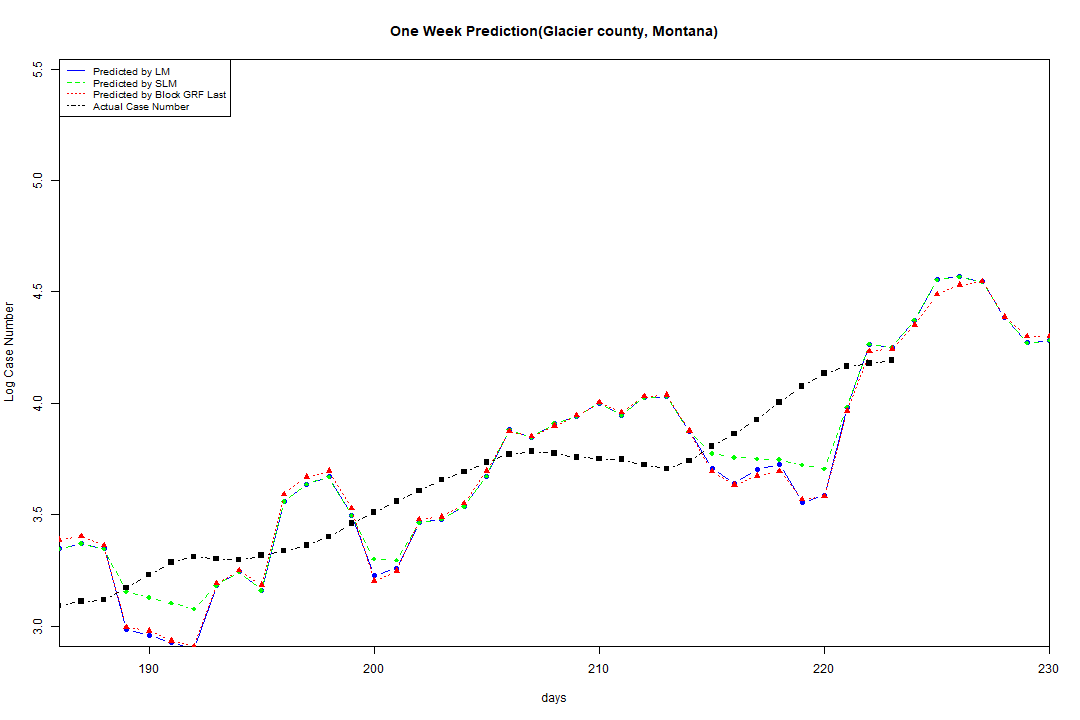 One Week Prediction(Glacier county, Montana)
Predicted by LM
Predicted by SLM
Predicted by Block GRF Last
Actual Case Number
5.5
5.0
4.5
4.0
3.5
3.0
Log Case Number
190
200
210
220
230
days